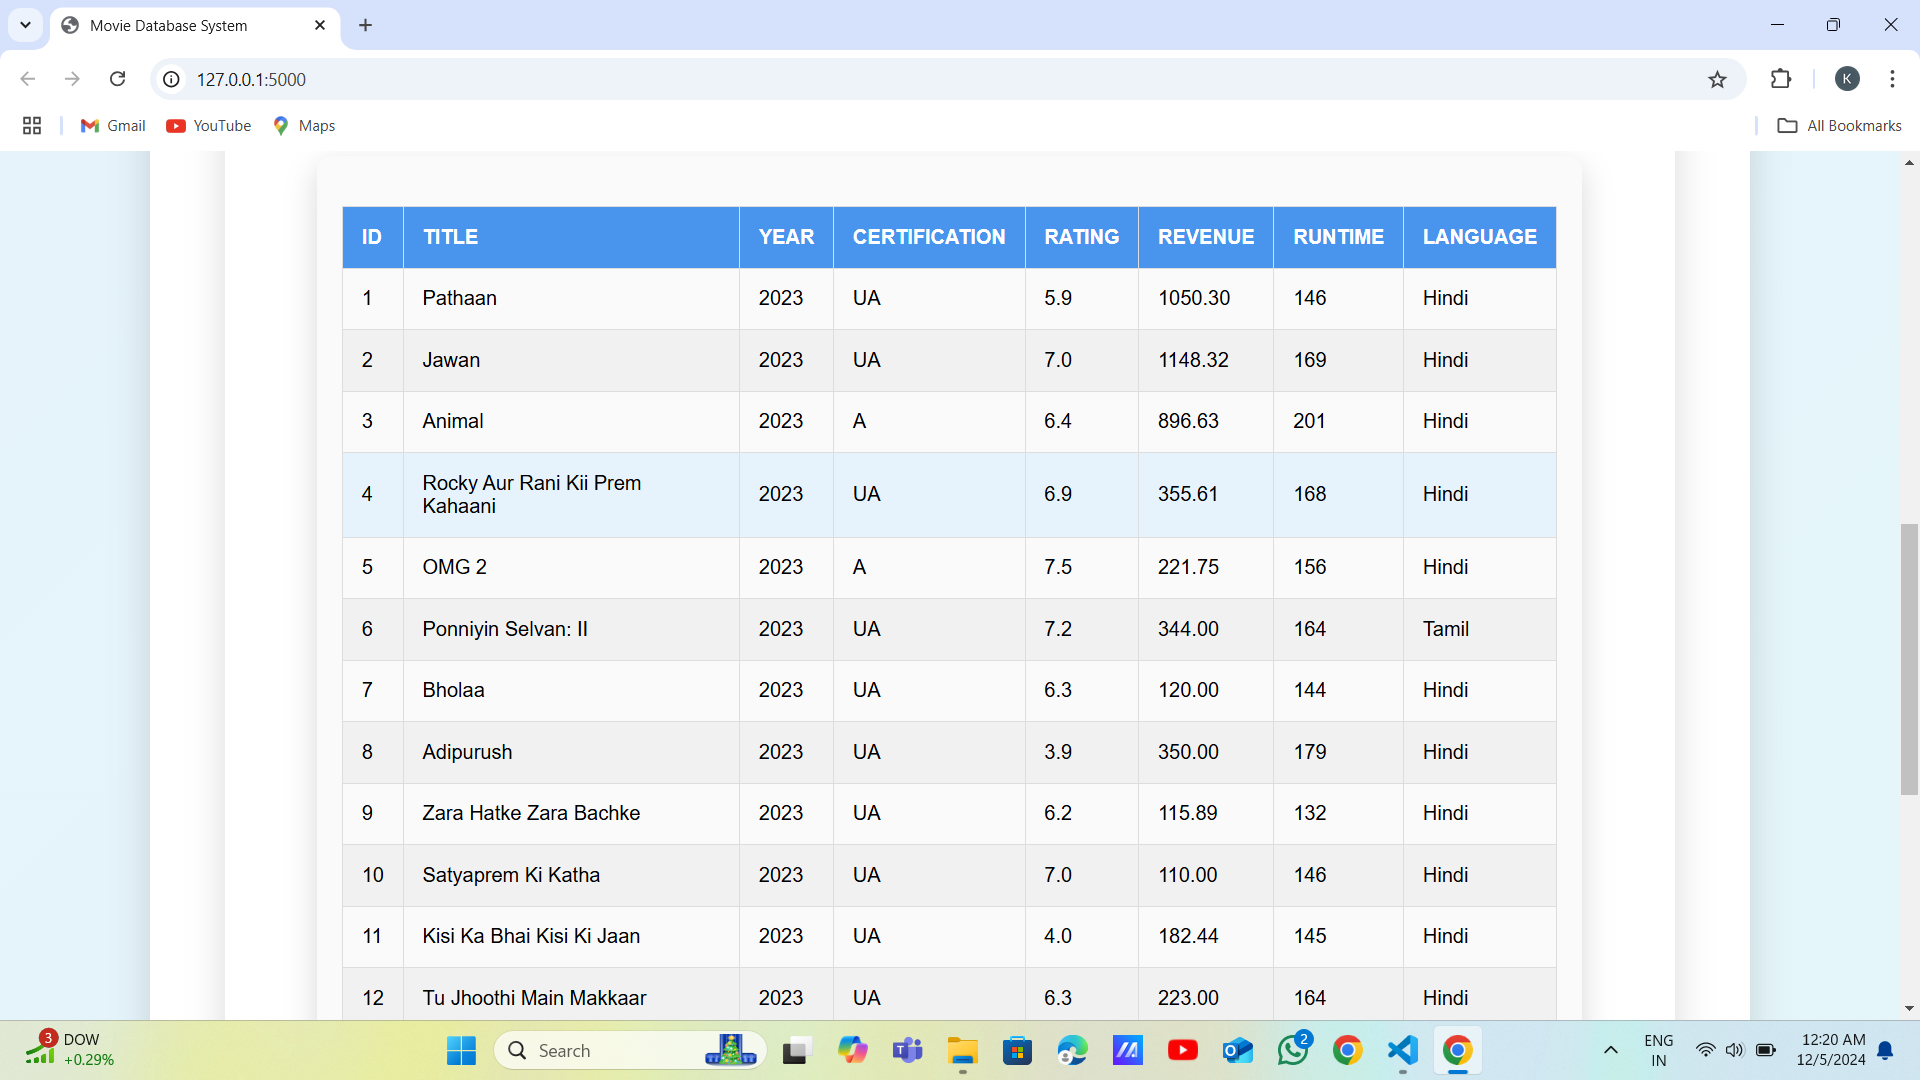 Movie Database System
127.0.0.1:5000
K
Gmail YouTube Maps All Bookmarks
ID TITLE YEAR CERTIFICATION RATING REVENUE RUNTIME LANGUAGE
1 Pathaan 2023 UA 5.9 1050.30 146 Hindi
2 Jawan 2023 UA 7.0 1148.32 169 Hindi
3 Animal 2023 A 6.4 896.63 201 Hindi
4 Rocky Aur Rani Kii Prem
Kahaani 2023 UA 6.9 355.61 168 Hindi
5 OMG 2 2023 A 7.5 221.75 156 Hindi
6 Ponniyin Selvan: II 2023 UA 7.2 344.00 164 Tamil
7 Bholaa 2023 UA 6.3 120.00 144 Hindi
8 Adipurush 2023 UA 3.9 350.00 179 Hindi
9 Zara Hatke Zara Bachke 2023 UA 6.2 115.89 132 Hindi
10 Satyaprem Ki Katha 2023 UA 7.0 110.00 146 Hindi
11 Kisi Ka Bhai Kisi Ki Jaan 2023 UA 4.0 182.44 145 Hindi
12 Tu Jhoothi Main Makkaar 2023 UA 6.3 223.00 164 Hindi
3 DOW
+0.29%
Search
2
ENG
IN
12:20 AM
12/5/2024